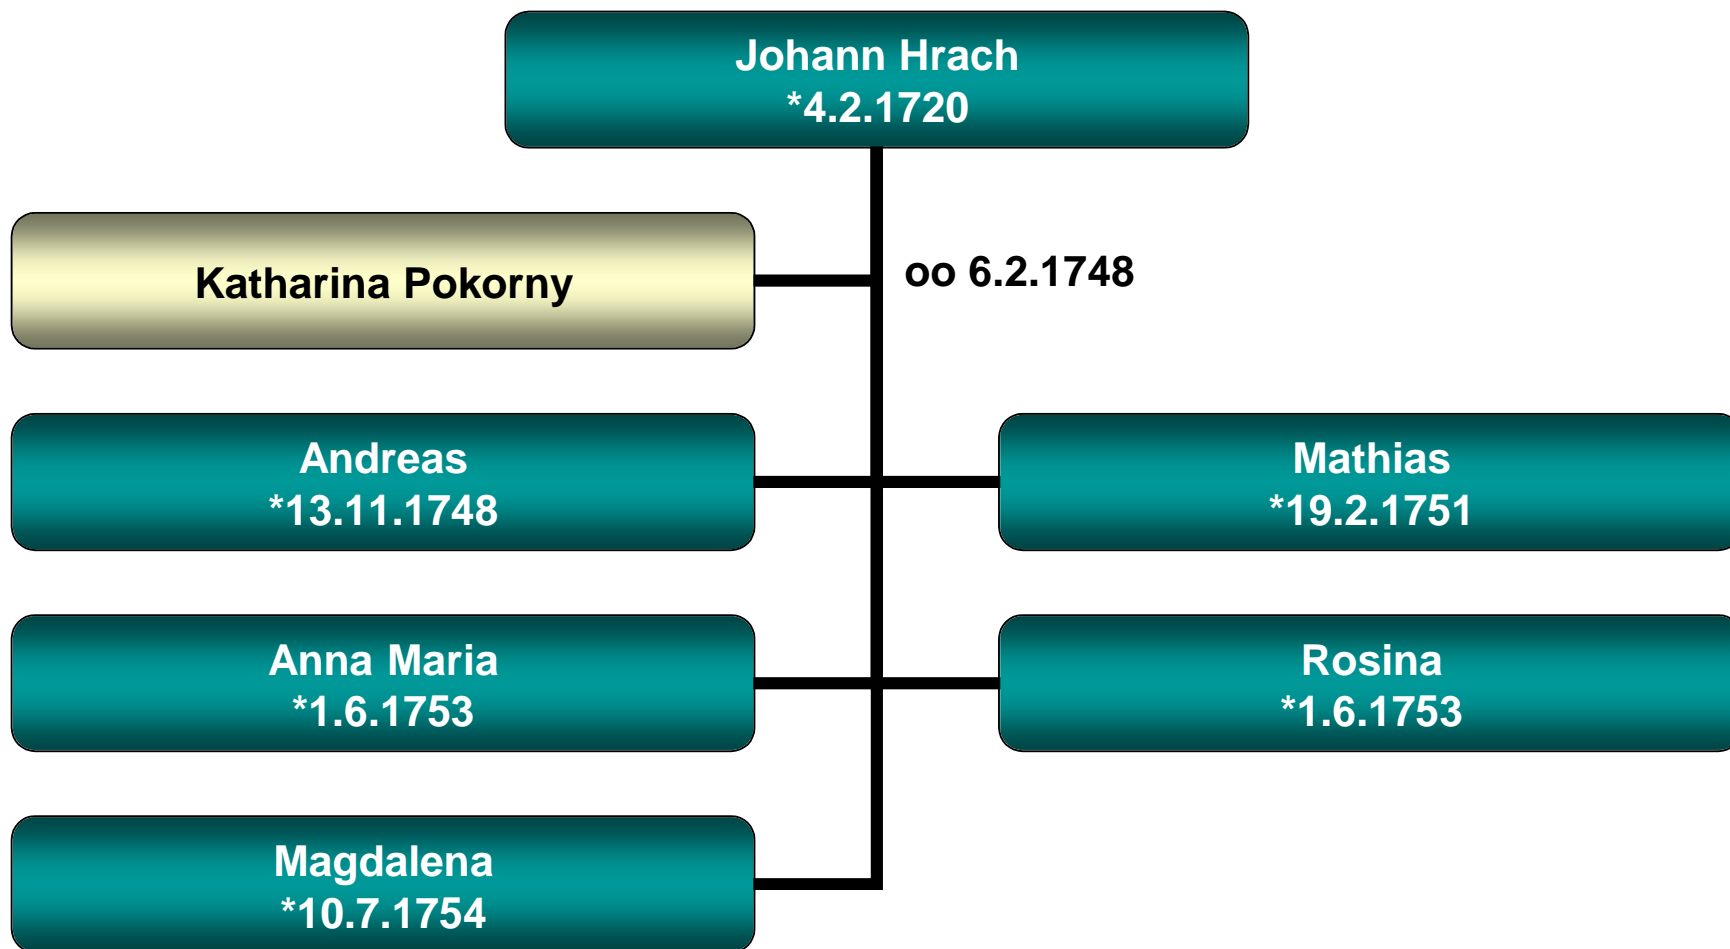 Johann Hrach
*4.2.1720
Katharina Pokorny
oo 6.2.1748
Andreas
*13.11.1748
Mathias
*19.2.1751
Anna Maria
*1.6.1753
Rosina
*1.6.1753
Magdalena
*10.7.1754